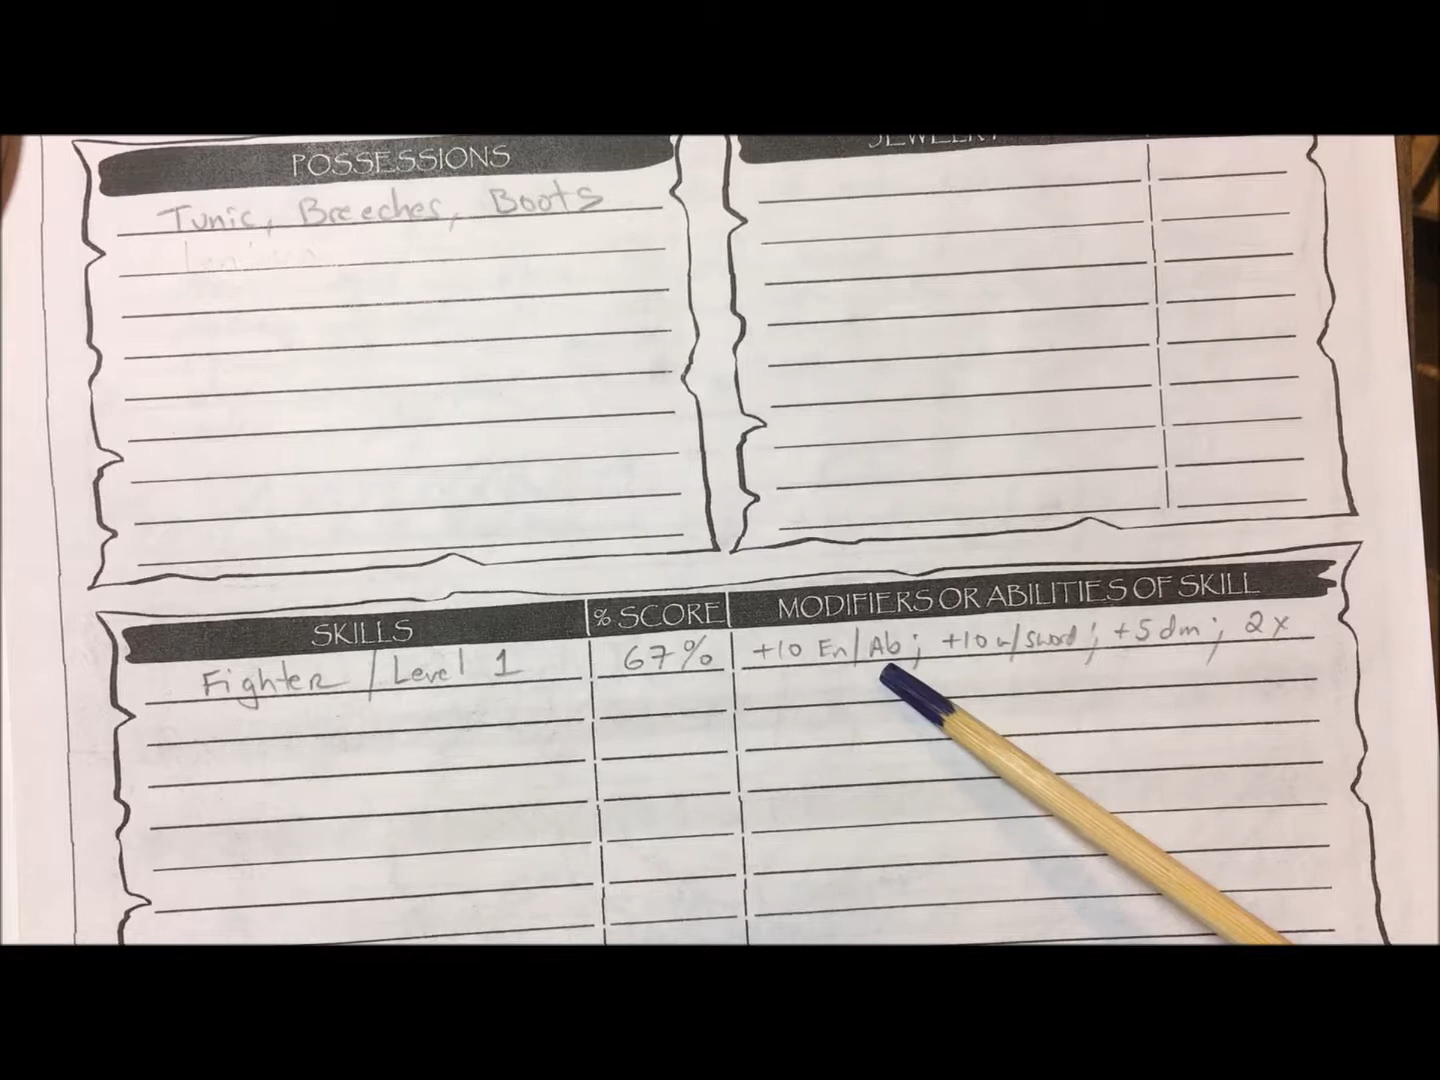 POSSESSIONS
Tunic, Breeches, Boots
JEWELRY
SKILLS
% SCORE
MODIFIERS OR ABILITIES OF SKILL
Fighter / Level 1
67%
+10 En/Ab; +10 w/sword; +5 dm; 2x